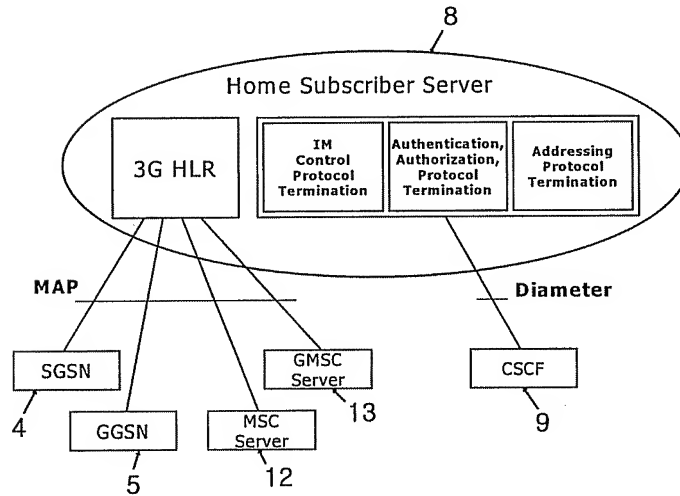 8
Home Subscriber Server
3G HLR
IM
Control
Protocol
Termination
Authentication,
Authorization,
Protocol
Termination
Addressing
Protocol
Termination
MAP
Diameter
SGSN
4
GGSN
5
MSC
Server
12
GMSC
Server
13
CSCF
9